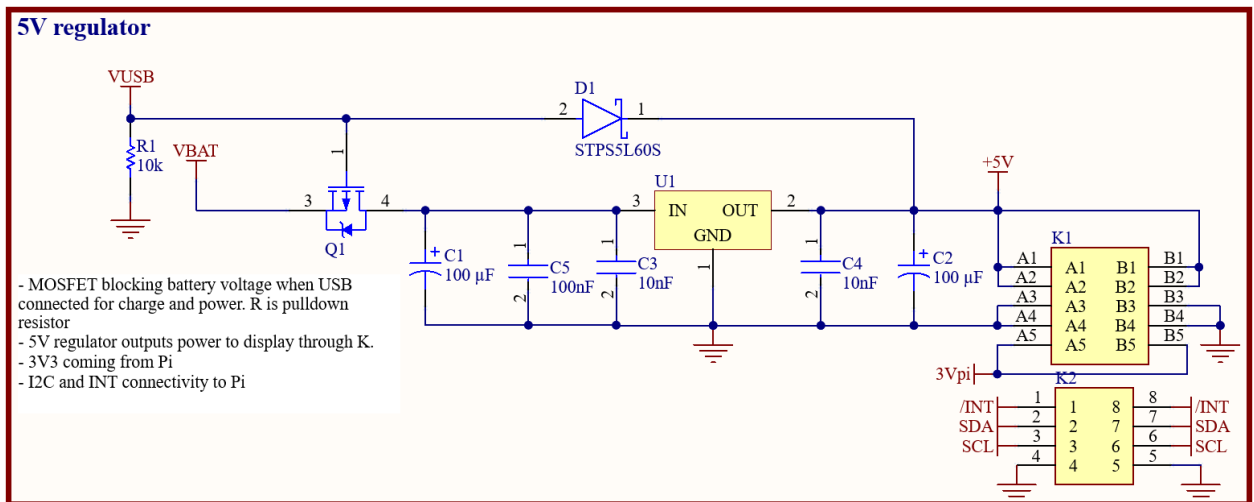 5V regulator
VUSB
D1
2
1
STPS5L60S
R1
10k
VBAT
1
+5V
U1
3
4
3
IN
OUT
2
GND
Q1
K1
+
C1
100 µF
1
C5
100nF
2
1
C3
10nF
2
1
1
C4
10nF
2
+
C2
100 µF
A1
A1
B1
B1
A2
A2
B2
B2
A3
A3
B3
B3
A4
A4
B4
B4
A5
A5
B5
B5
- MOSFET blocking battery voltage when USB
connected for charge and power. R is pulldown
resistor
- 5V regulator outputs power to display through K.
- 3V3 coming from Pi
- I2C and INT connectivity to Pi
3Vpi
K2
/INT
1
1
8
8
/INT
SDA
2
2
7
7
SDA
SCL
3
3
6
6
SCL
4
4
5
5